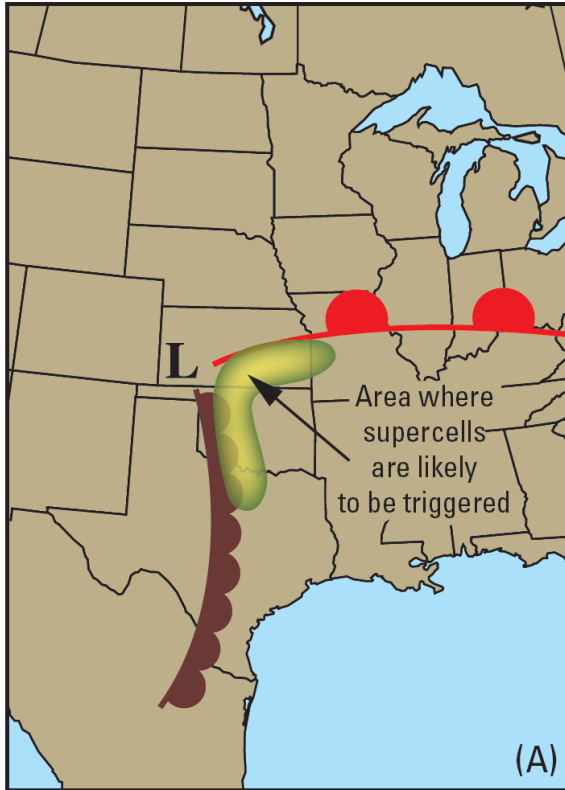 L
Area where
supercells
are likely
to be triggered
(A)